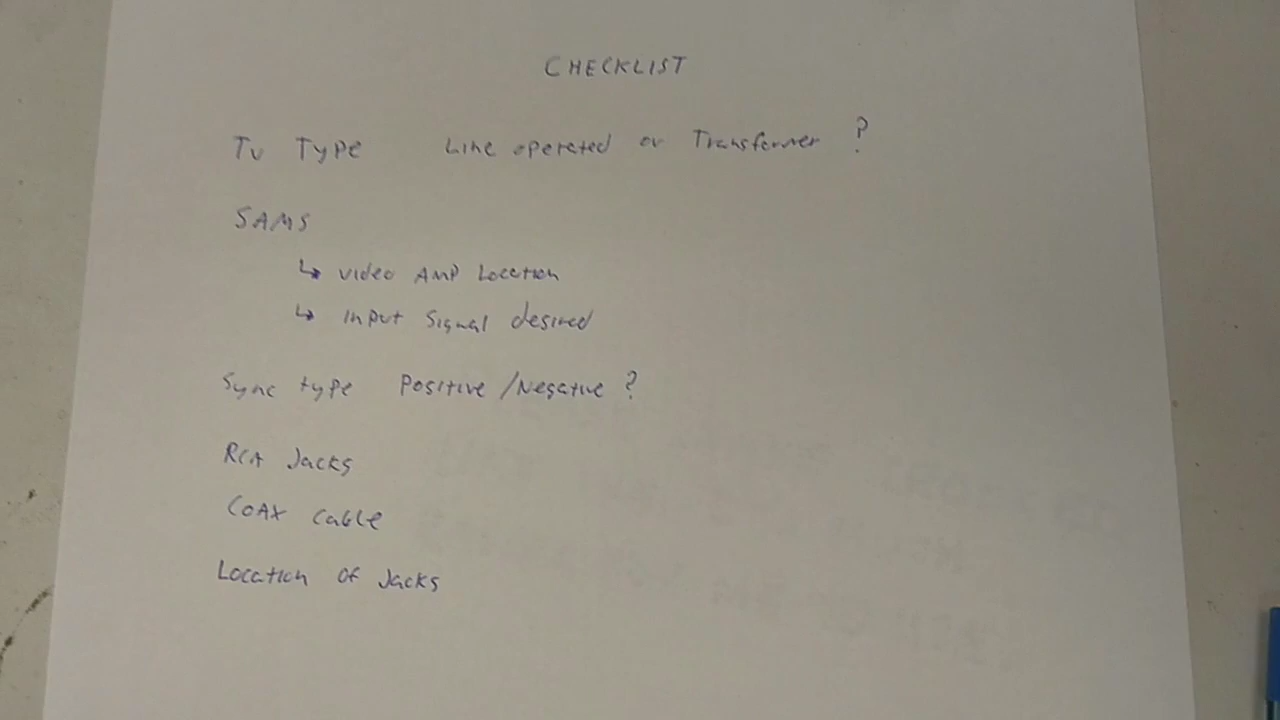 CHECKLIST
TV TYPE Line operated or Transformer ?
SAMS
↳ Video AMP Location
↳ Input Signal desired
Sync type Positive/Negative ?
RCA Jacks
COAX Cable
Location of Jacks